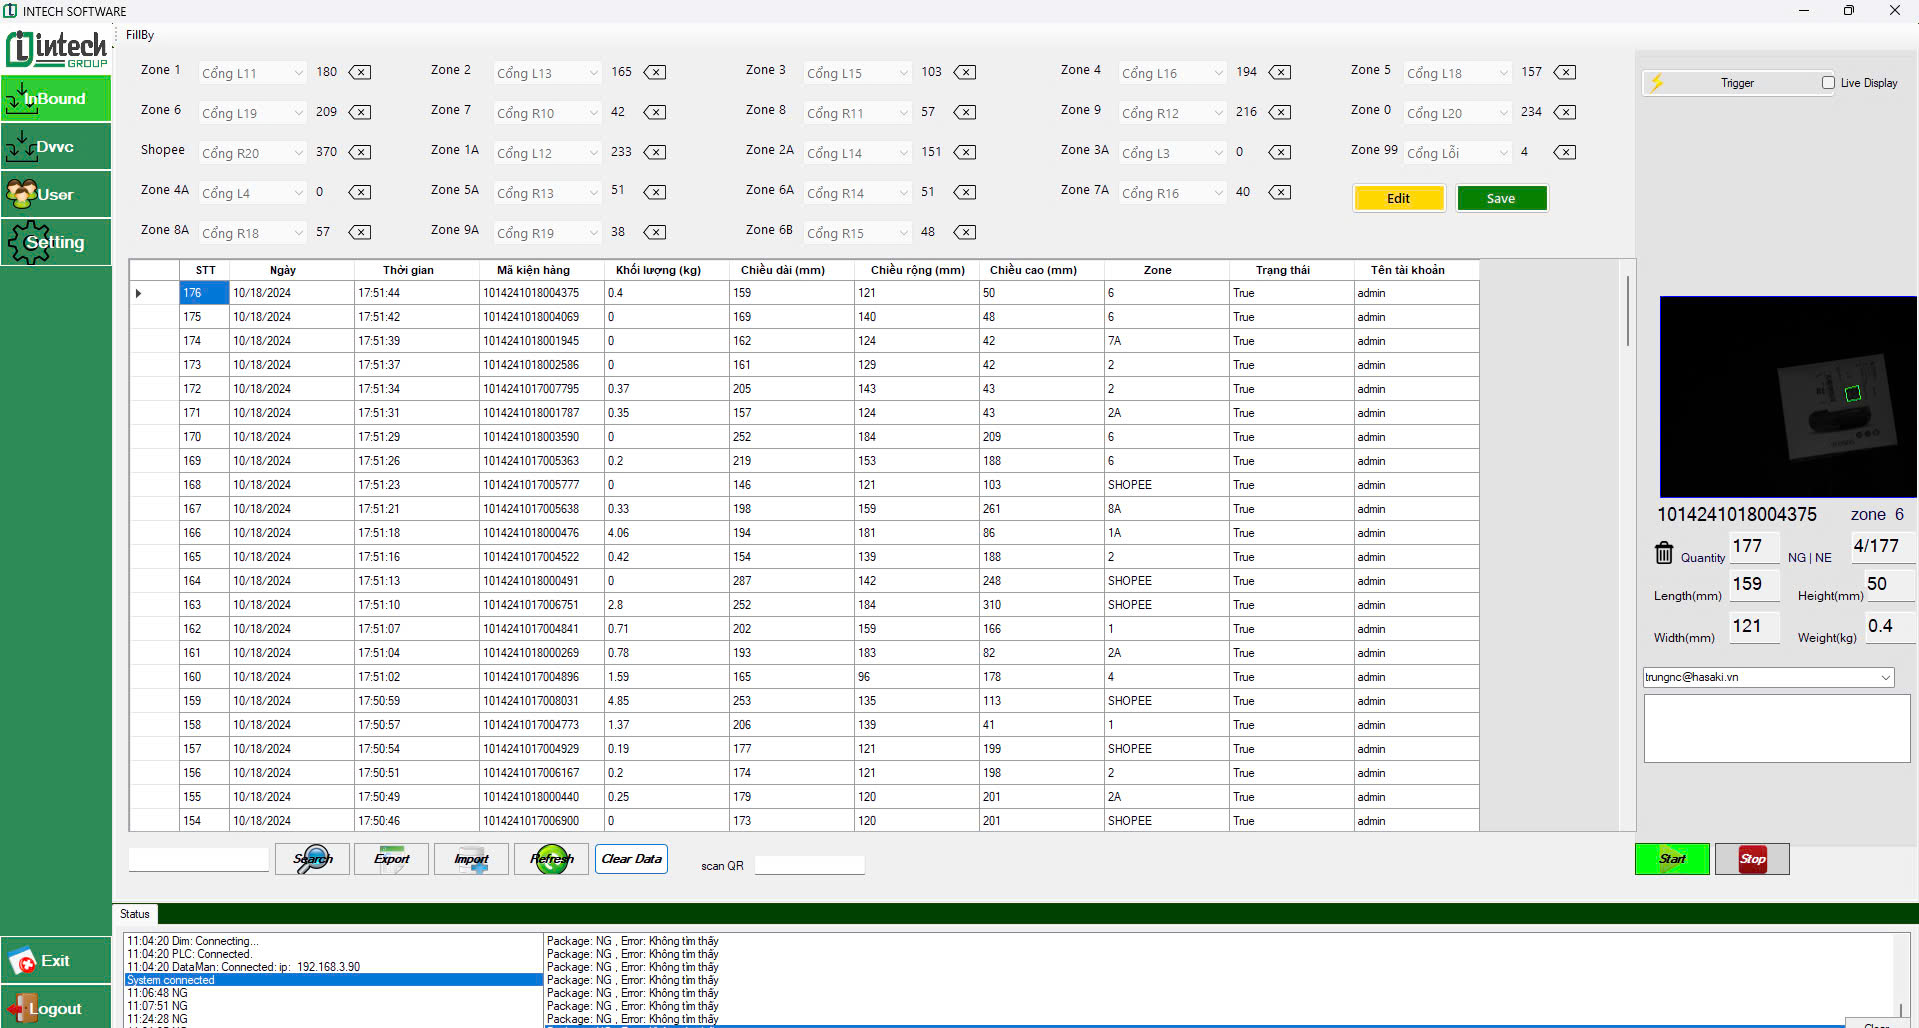 INTECH SOFTWARE
intech
GROUP
FillBy
Zone 1 Cổng L11 180 Zone 2 Cổng L13 165 Zone 3 Cổng L15 103 Zone 4 Cổng L16 194 Zone 5 Cổng L18 157
Zone 6 Cổng L19 209 Zone 7 Cổng R10 42 Zone 8 Cổng R11 57 Zone 9 Cổng R12 216 Zone 0 Cổng L20 234
Shopee Cổng R20 370 Zone 1A Cổng L12 233 Zone 2A Cổng L14 151 Zone 3A Cổng L3 0 Zone 99 Cổng Lỗi 4
Zone 4A Cổng L4 0 Zone 5A Cổng R13 51 Zone 6A Cổng R14 51 Zone 7A Cổng R16 40 Edit Save
Zone 8A Cổng R18 57 Zone 9A Cổng R19 38 Zone 6B Cổng R15 48
Trigger Live Display
InBound
Dvvc
User
Setting
STT Ngày Thời gian Mã kiện hàng Khối lượng (kg) Chiều dài (mm) Chiều rộng (mm) Chiều cao (mm) Zone Trạng thái Tên tài khoản
176 10/18/2024 17:51:44 1014241018004375 0.4 159 121 50 6 True admin
175 10/18/2024 17:51:42 1014241018004069 0 169 140 48 6 True admin
174 10/18/2024 17:51:39 1014241018001945 0 162 124 42 7A True admin
173 10/18/2024 17:51:37 1014241018002586 0 161 129 42 2 True admin
172 10/18/2024 17:51:34 1014241017007795 0.37 205 143 43 2 True admin
171 10/18/2024 17:51:31 1014241018001787 0.35 157 124 43 2A True admin
170 10/18/2024 17:51:29 1014241018003590 0 252 184 209 6 True admin
169 10/18/2024 17:51:26 1014241017005363 0.2 219 153 188 6 True admin
168 10/18/2024 17:51:23 1014241017005777 0 146 121 103 SHOPEE True admin
167 10/18/2024 17:51:21 1014241017005638 0.33 198 159 261 8A True admin
166 10/18/2024 17:51:18 1014241018000476 4.06 194 181 86 1A True admin
165 10/18/2024 17:51:16 1014241017004522 0.42 154 139 188 2 True admin
164 10/18/2024 17:51:13 1014241018000491 0 287 142 248 SHOPEE True admin
163 10/18/2024 17:51:10 1014241017006751 2.8 252 184 310 SHOPEE True admin
162 10/18/2024 17:51:07 1014241017004841 0.71 202 159 166 1 True admin
161 10/18/2024 17:51:04 1014241018000269 0.78 193 183 82 2A True admin
160 10/18/2024 17:51:02 1014241017004896 1.59 165 96 178 4 True admin
159 10/18/2024 17:50:59 1014241017008031 4.85 253 135 113 SHOPEE True admin
158 10/18/2024 17:50:57 1014241017004773 1.37 206 139 41 1 True admin
157 10/18/2024 17:50:54 1014241017004929 0.19 177 121 199 SHOPEE True admin
156 10/18/2024 17:50:51 1014241017006167 0.2 174 121 198 2 True admin
155 10/18/2024 17:50:49 1014241018000440 0.25 179 120 201 2A True admin
154 10/18/2024 17:50:46 1014241017006900 0 173 120 201 SHOPEE True admin
1014241018004375 zone 6
Quantity 177 NG | NE 4/177
Length(mm) 159 Height(mm) 50
Width(mm) 121 Weight(kg) 0.4
trungnc@hasaki.vn
Search Export Import Refresh Clear Data scan QR Start Stop
Status
11:04:20 Dim: Connecting... Package: NG , Error: Không tìm thấy
11:04:20 PLC: Connected. Package: NG , Error: Không tìm thấy
11:04:20 DataMan: Connected: ip: 192.168.3.90 Package: NG , Error: Không tìm thấy
System connected Package: NG , Error: Không tìm thấy
11:06:48 NG Package: NG , Error: Không tìm thấy
11:07:51 NG Package: NG , Error: Không tìm thấy
11:24:28 NG Package: NG , Error: Không tìm thấy
Exit
Logout